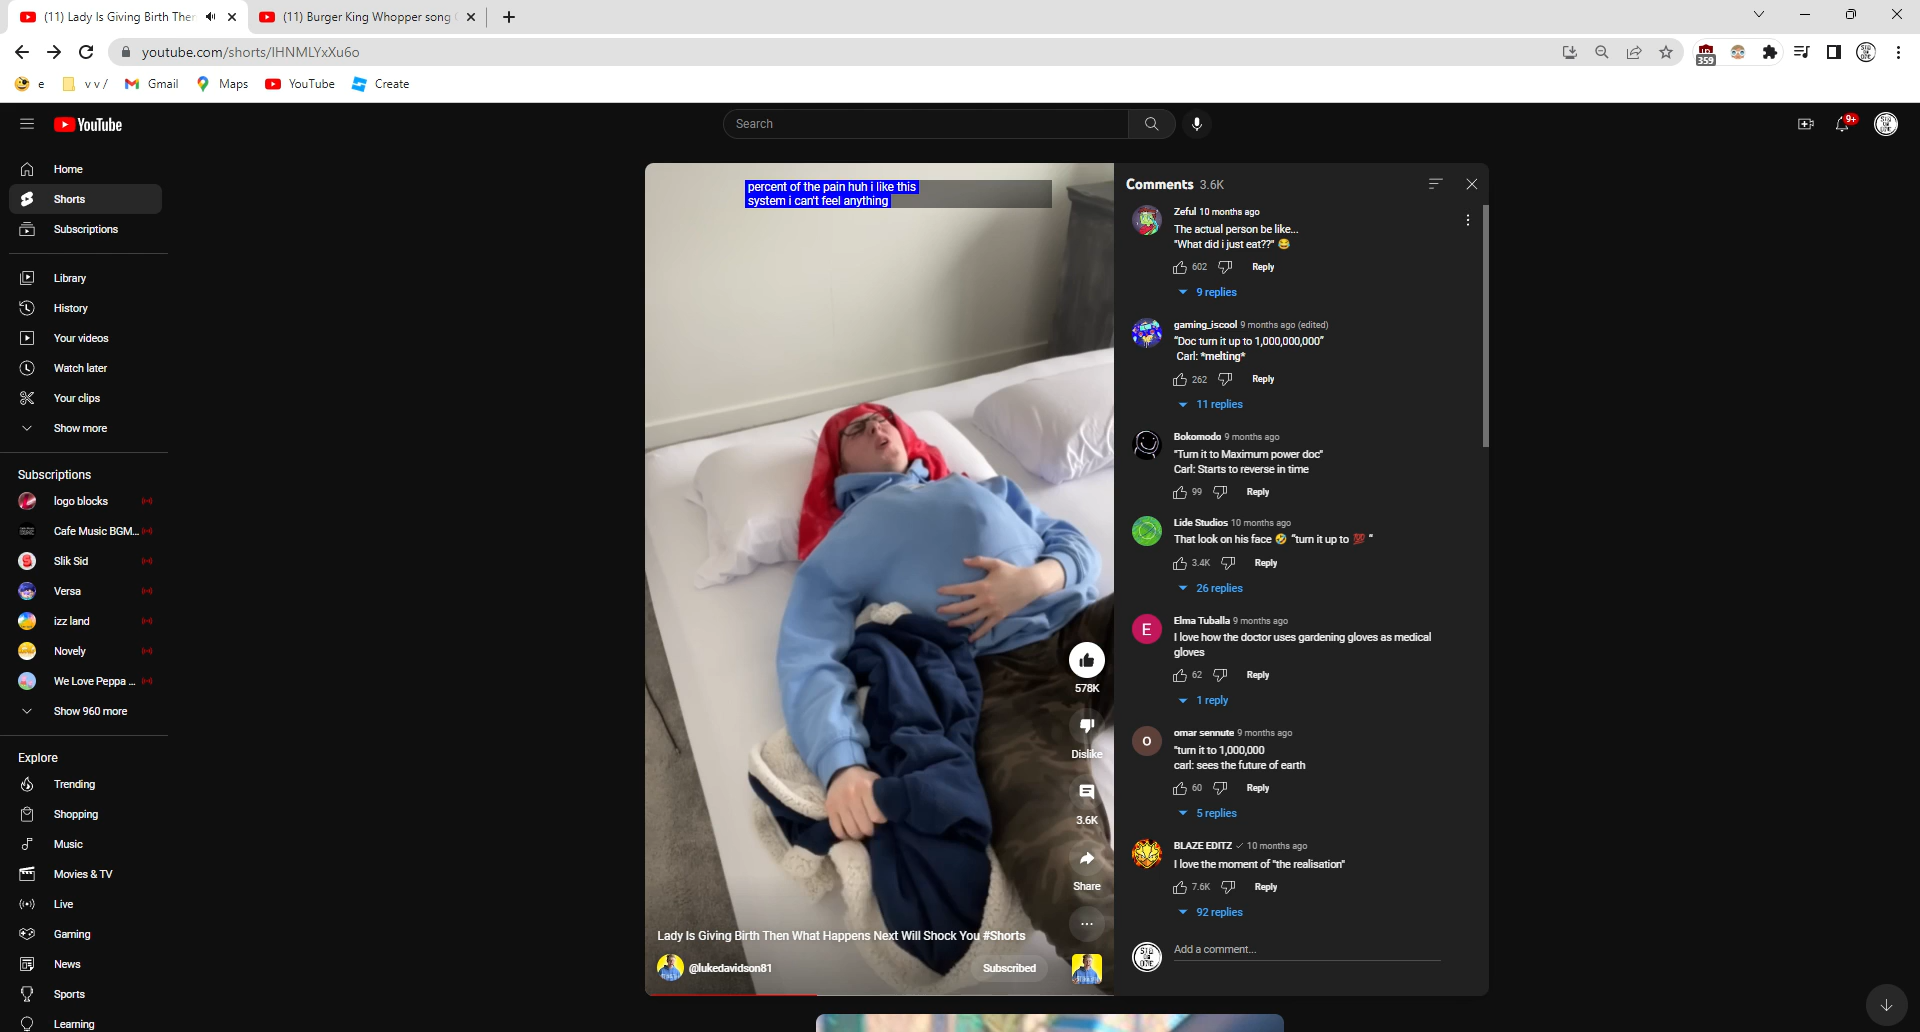 (11) Lady Is Giving Birth Ther
(11) Burger King Whopper song
youtube.com/shorts/IHNMLYxXu6o
359
e
v v /
Gmail
Maps
YouTube
Create
YouTube
Search
9+
Home
Shorts
Subscriptions
Library
History
Your videos
Watch later
Your clips
Show more
Subscriptions
logo blocks
Cafe Music BGM...
Slik Sid
Versa
izz land
Novely
We Love Peppa ...
Show 960 more
Explore
Trending
Shopping
Music
Movies & TV
Live
Gaming
News
Sports
Learning
percent of the pain huh i like this
system i can't feel anything
578K
Dislike
3.6K
Share
Lady Is Giving Birth Then What Happens Next Will Shock You #Shorts
@lukedavidson81
Subscribed
Comments 3.6K
Zeful 10 months ago
The actual person be like...
"What did i just eat??" 😂
602 Reply
9 replies
gaming_iscool 9 months ago (edited)
"Doc turn it up to 1,000,000,000"
Carl: *melting*
262 Reply
11 replies
Bokomodo 9 months ago
"Turn it to Maximum power doc"
Carl: Starts to reverse in time
99 Reply
Lide Studios 10 months ago
That look on his face 🤣 "turn it up to 💯 "
3.4K Reply
26 replies
E
Elma Tuballa 9 months ago
I love how the doctor uses gardening gloves as medical
gloves
62 Reply
1 reply
o
omar sennute 9 months ago
"turn it to 1,000,000
carl: sees the future of earth
60 Reply
5 replies
BLAZE EDITZ 10 months ago
I love the moment of "the realisation"
7.6K Reply
92 replies
Add a comment...